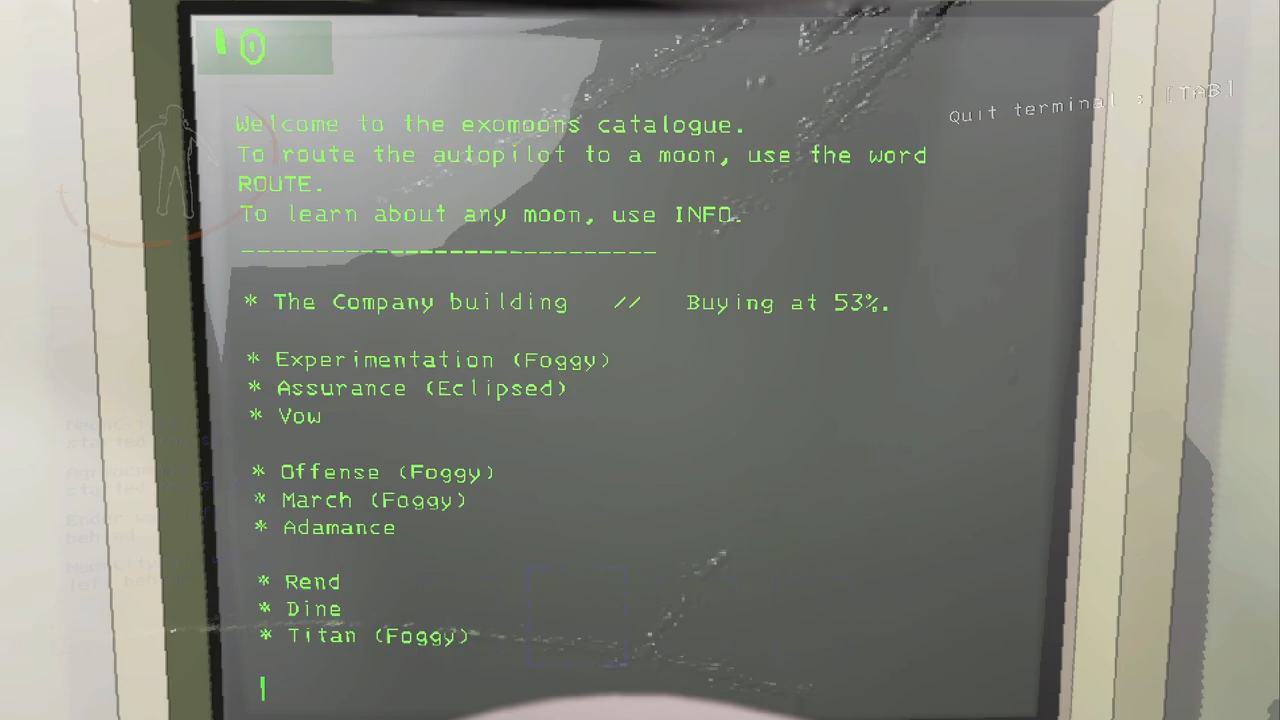 ▮0
Welcome to the exomoons catalogue.
To route the autopilot to a moon, use the word
ROUTE.
To learn about any moon, use INFO.
----------------------------
* The Company building // Buying at 53%.
* Experimentation (Foggy)
* Assurance (Eclipsed)
* Vow
* Offense (Foggy)
* March (Foggy)
* Adamance
* Rend
* Dine
* Titan (Foggy)
Quit terminal : [TAB]